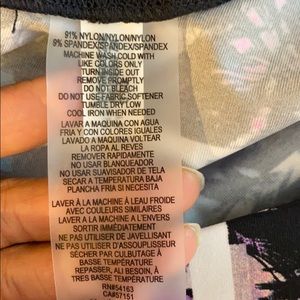 91% NYLON/NYLON/NYLON
9% SPANDEX/SPANDEX/SPANDEX
MACHINE WASH COLD WITH
LIKE COLORS ONLY
TURN INSIDE OUT
REMOVE PROMPTLY
DO NOT BLEACH
DO NOT USE FABRIC SOFTENER
TUMBLE DRY LOW
COOL IRON WHEN NEEDED
LAVAR A MAQUINA CON AGUA
FRIA Y CON COLORES IGUALES
LAVADO A MAQUINA VOLTEAR
LA ROPA AL REVES
REMOVER RAPIDAMENTE
NO USAR BLANQUEADOR
NO USAR SUAVISADOR DE TELA
SECAR A TEMPERATURA BAJA
PLANCHA FRIA SI NECESITA
LAVER À LA MACHINE À L'EAU FROIDE
AVEC COULEURS SIMILAIRES
LAVER À LA MACHINE À L'ENVERS
SORTIR IMMÉDIATEMENT
NE PAS UTILISER DE JAVELLISANT
NE PAS UTILISER D'ASSOUPLISSEUR
SÉCHER PAR CULBUTAGE À
TRÈS BASSE TEMPÉRATURE
REPASSER, AU BESOIN, À
TRES BASSE TEMPÉRATURE
RN#54163
CA#57151